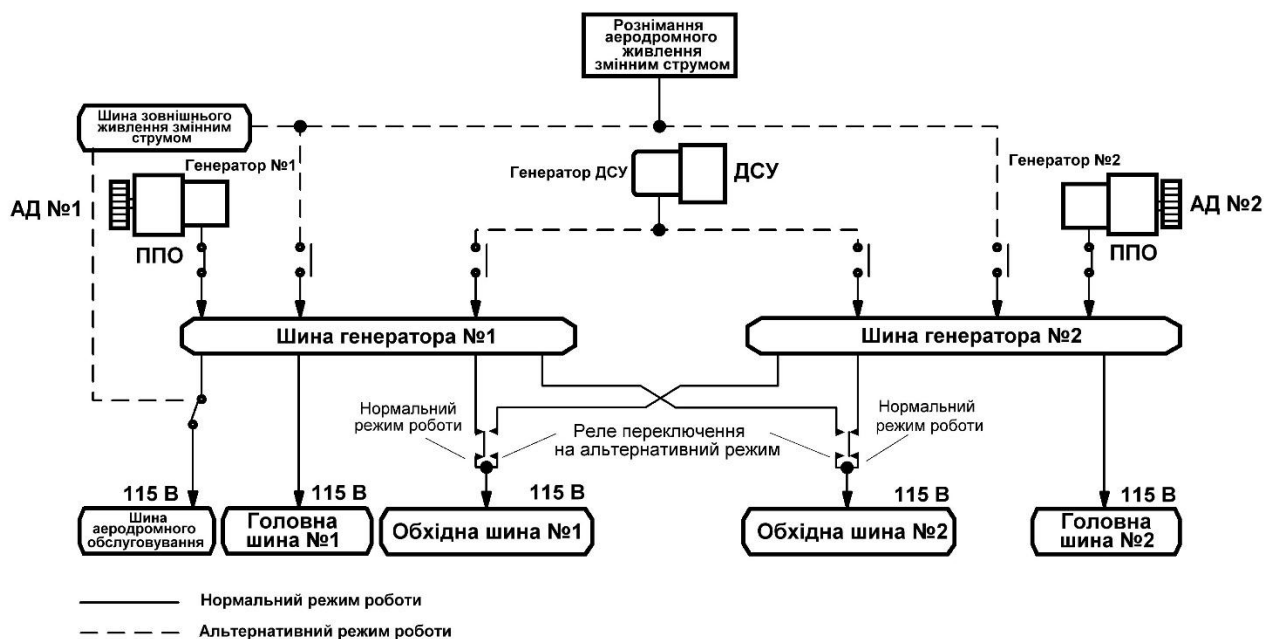 Рознімання
аеродромного
живлення
змінним струмом
Шина зовнішнього
живлення змінним
струмом
Генератор №1
Генератор ДСУ
ДСУ
Генератор №2
АД №1
АД №2
ППО
ППО
Шина генератора №1
Шина генератора №2
Нормальний
режим роботи
Реле переключення
на альтернативний режим
Нормальний
режим роботи
115 В
115 В
115 В
115 В
115 В
Шина
аеродромного
обслуговування
Головна
шина №1
Обхідна шина №1
Обхідна шина №2
Головна
шина №2
Нормальний режим роботи
Альтернативний режим роботи